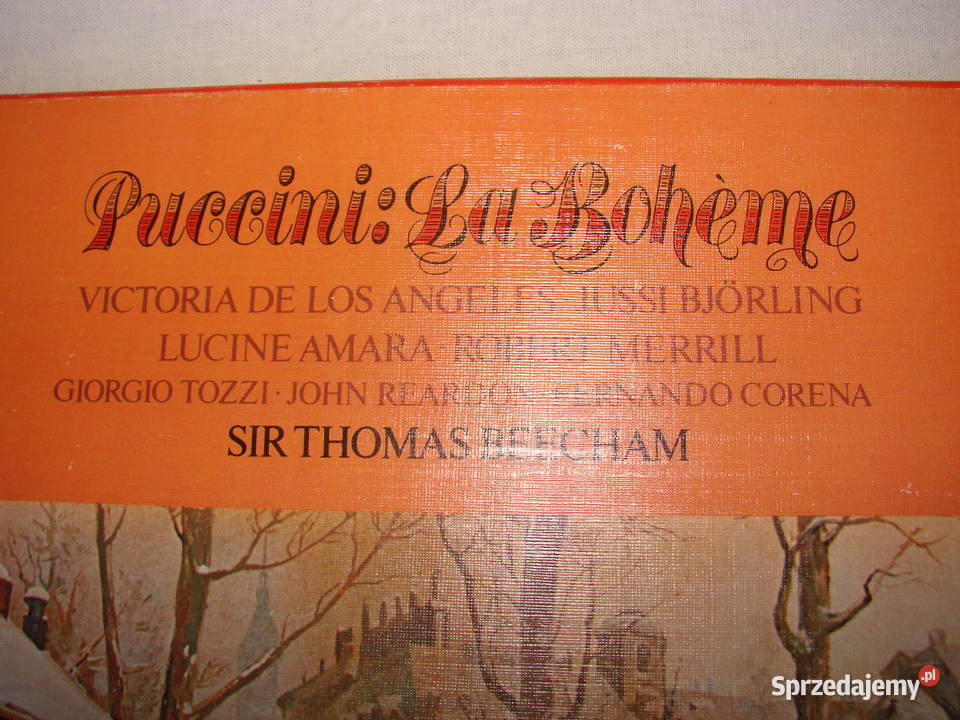 Puccini: La Bohème
VICTORIA DE LOS ANGELES · JUSSI BJÖRLING
LUCINE AMARA · ROBERT MERRILL
GIORGIO TOZZI · JOHN REARDON · FERNANDO CORENA
SIR THOMAS BEECHAM
Sprzedajemy.pl